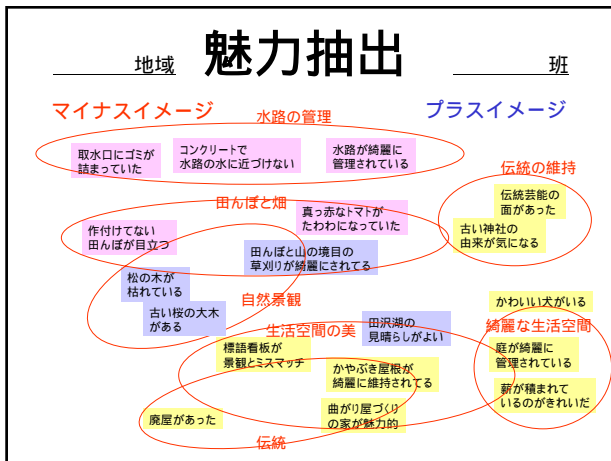 魅力抽出
地域
班
マイナスイメージ
プラスイメージ
水路の管理
取水口にゴミが
詰まっていた
コンクリートで
水路の水に近づけない
水路が綺麗に
管理されている
伝統の維持
伝統芸能の
面があった
古い神社の
由来が気になる
田んぼと畑
真っ赤なトマトが
たわわになっていた
作付けてない
田んぼが目立つ
田んぼと山の境目の
草刈りが綺麗にされてる
松の木が
枯れている
古い桜の大木
がある
自然景観
かわいい犬がいる
生活空間の美
田沢湖の
見晴らしがよい
綺麗な生活空間
標語看板が
景観とミスマッチ
庭が綺麗に
管理されている
かやぶき屋根が
綺麗に維持されてる
薪が積まれて
いるのがきれいだ
廃屋があった
曲がり屋づくり
の家が魅力的
伝統